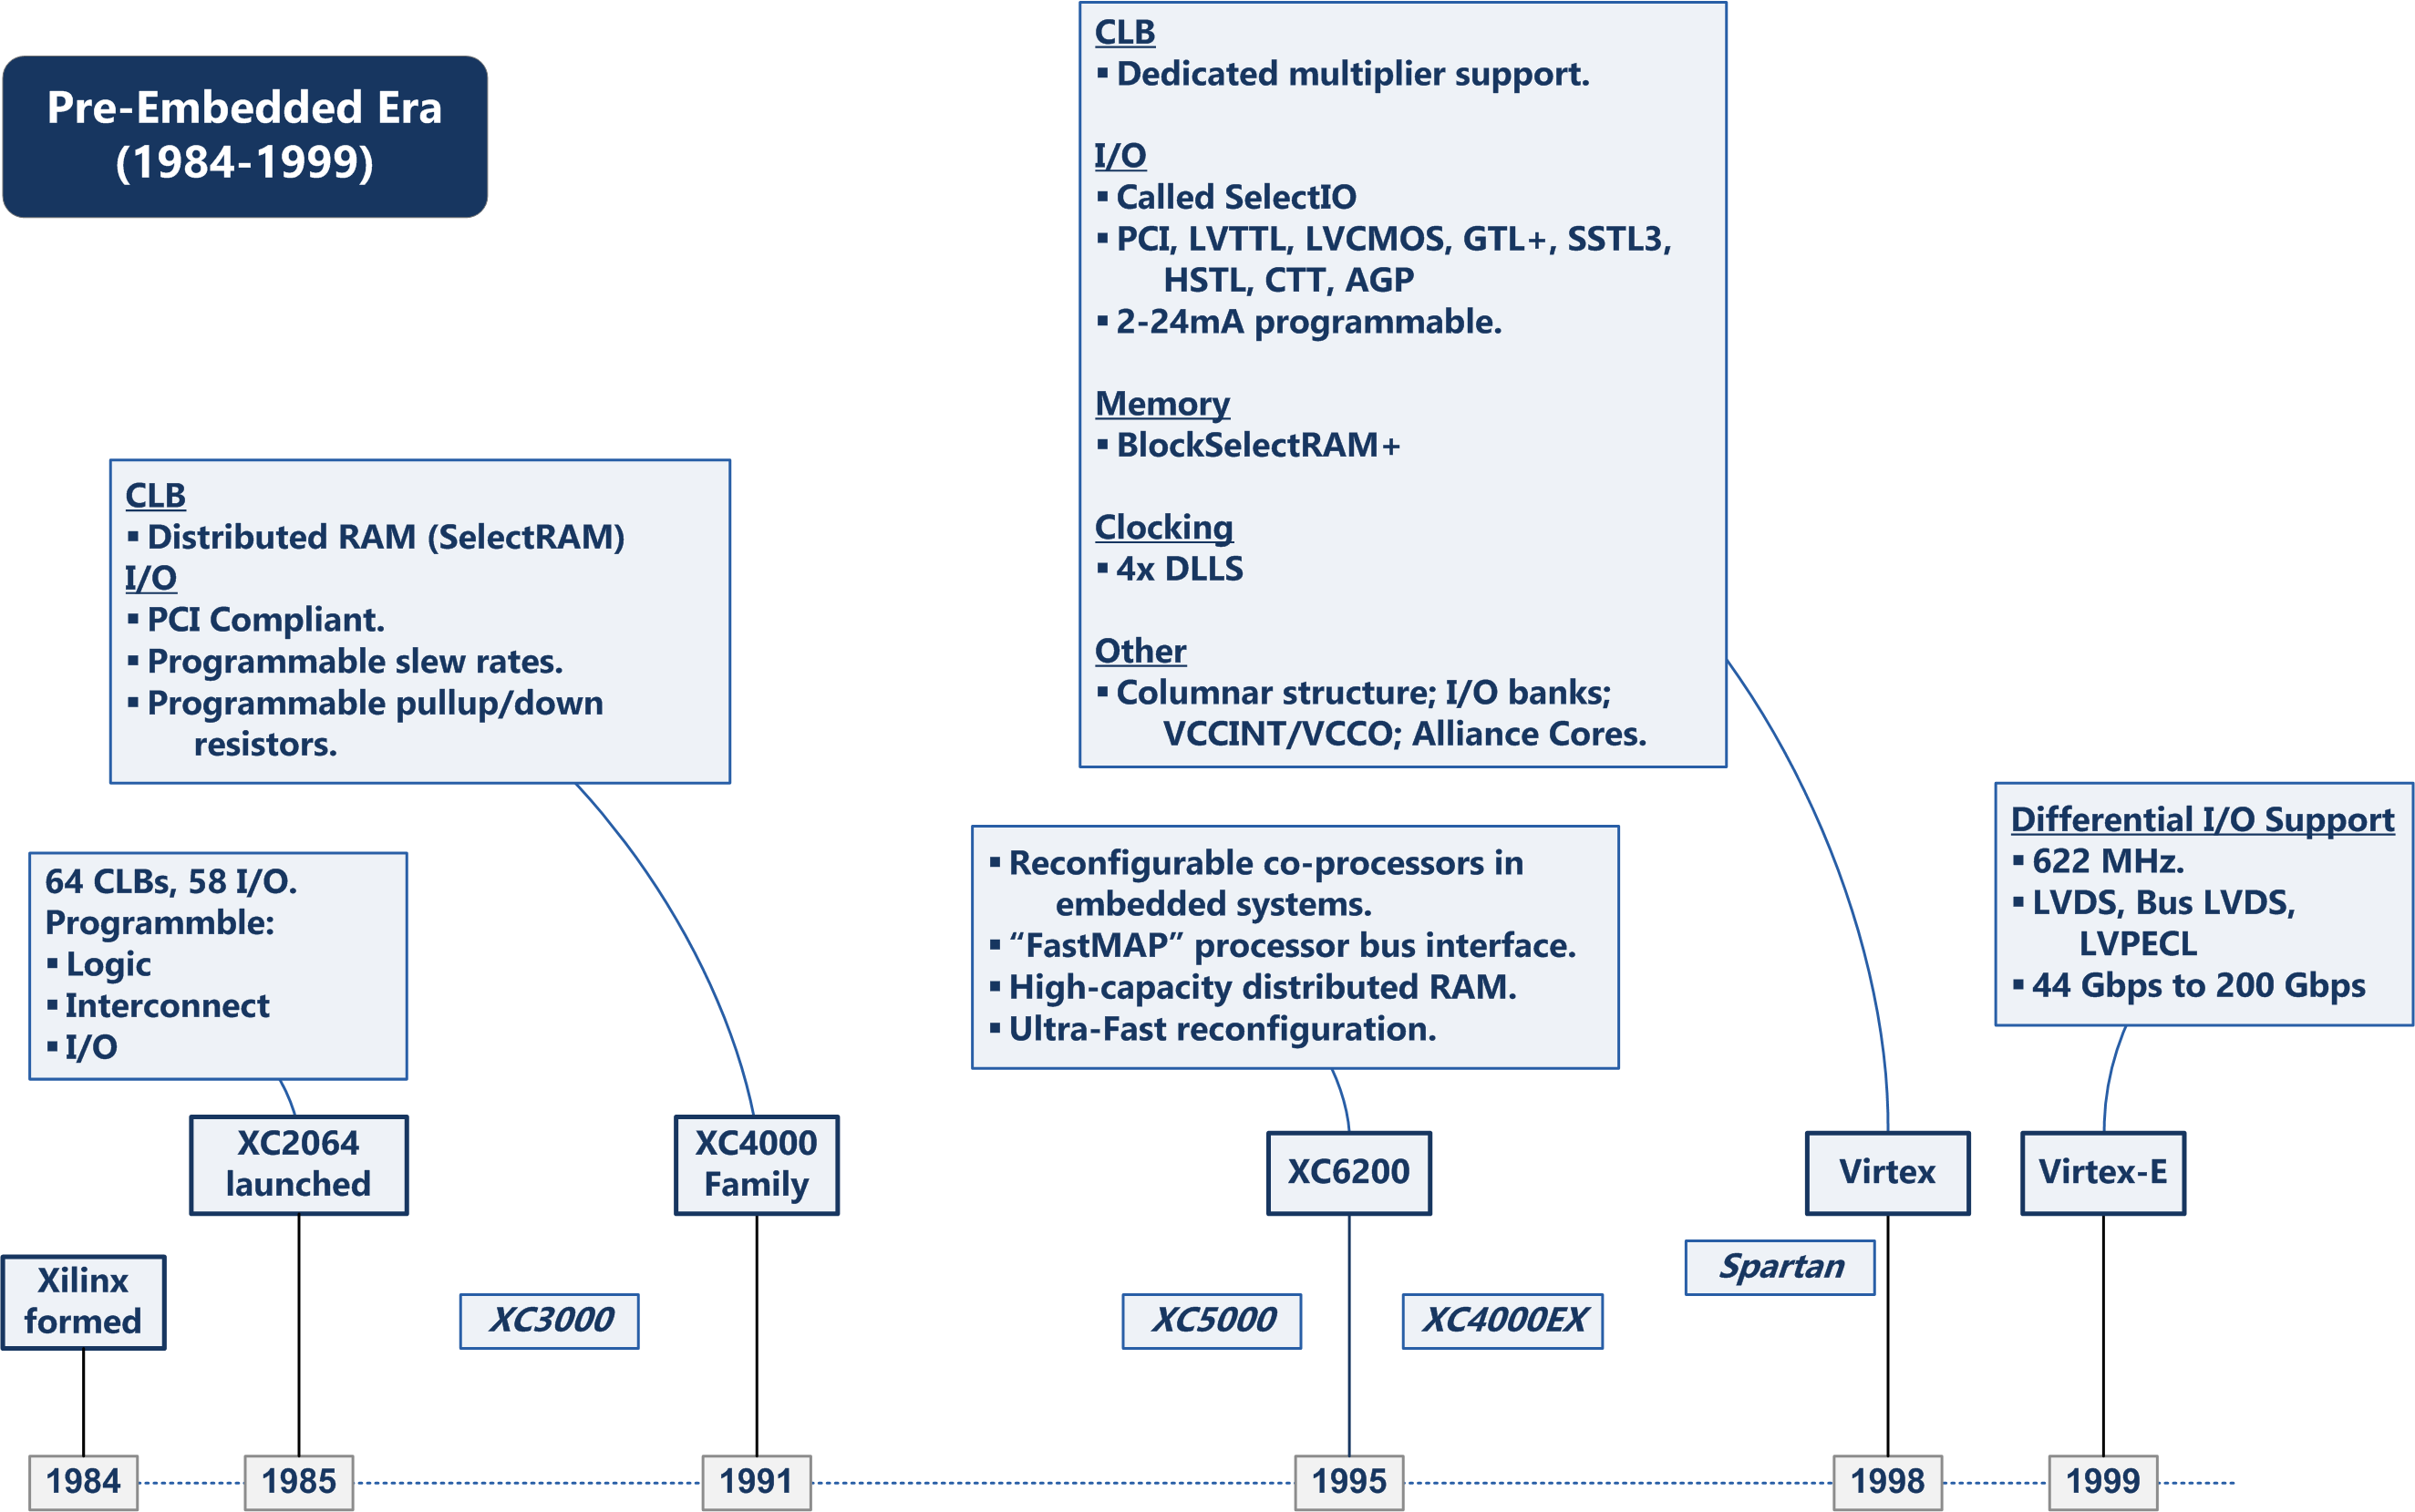 Pre-Embedded Era
(1984-1999)
CLB
▪ Dedicated multiplier support.
I/O
▪ Called SelectIO
▪ PCI, LVTTL, LVCMOS, GTL+, SSTL3,
HSTL, CTT, AGP
▪ 2-24mA programmable.
Memory
▪ BlockSelectRAM+
Clocking
▪ 4x DLLS
Other
▪ Columnar structure; I/O banks;
VCCINT/VCCO; Alliance Cores.
CLB
▪ Distributed RAM (SelectRAM)
I/O
▪ PCI Compliant.
▪ Programmable slew rates.
▪ Programmable pullup/down
resistors.
64 CLBs, 58 I/O.
Programmble:
▪ Logic
▪ Interconnect
▪ I/O
▪ Reconfigurable co-processors in
embedded systems.
▪ “FastMAP” processor bus interface.
▪ High-capacity distributed RAM.
▪ Ultra-Fast reconfiguration.
Differential I/O Support
▪ 622 MHz.
▪ LVDS, Bus LVDS,
LVPECL
▪ 44 Gbps to 200 Gbps
XC2064
launched
XC4000
Family
XC6200
Virtex
Virtex-E
Xilinx
formed
XC3000
XC5000
XC4000EX
Spartan
1984
1985
1991
1995
1998
1999